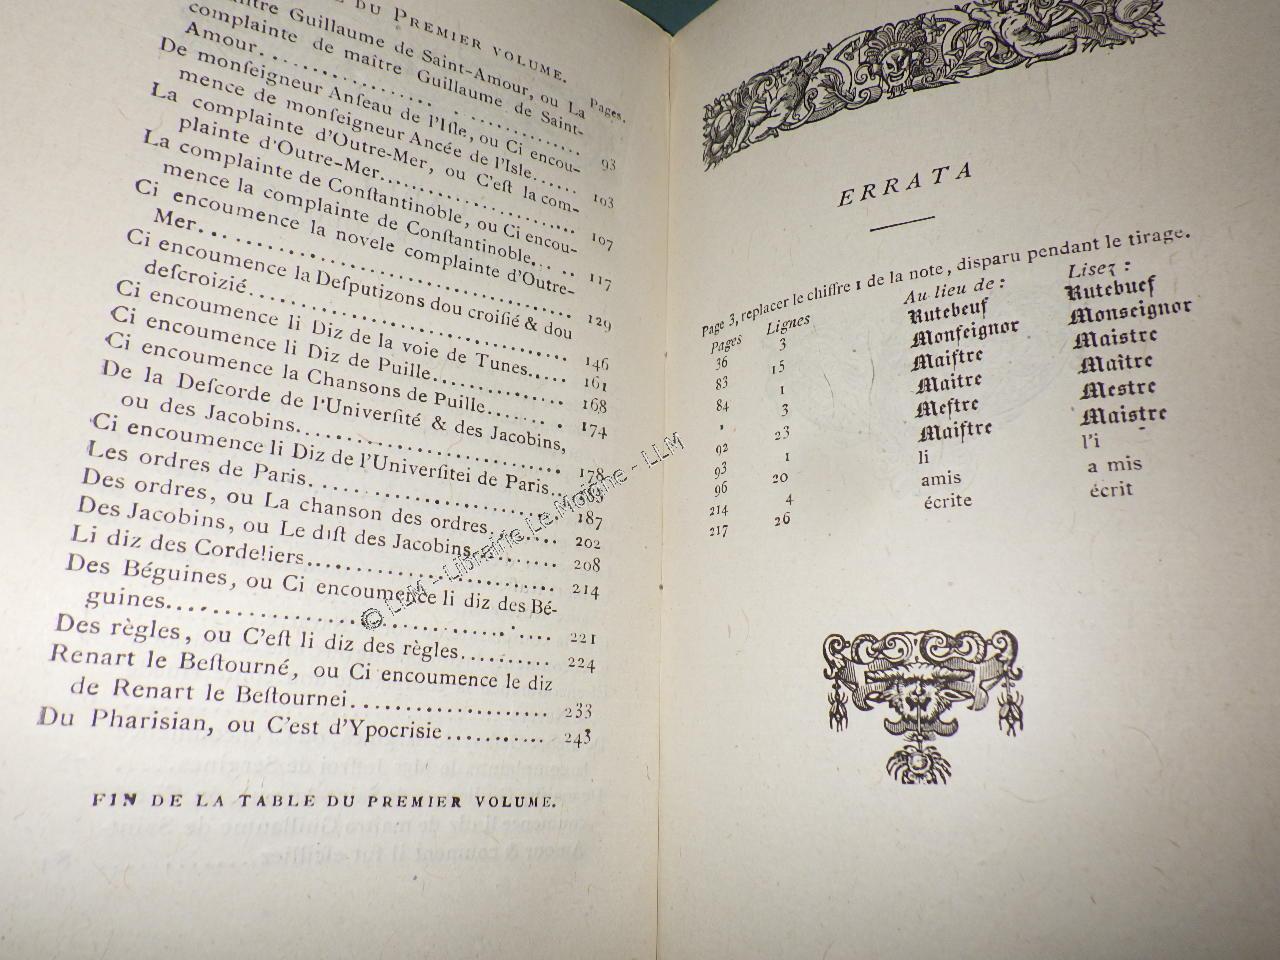 DU PREMIER VOLUME.
Pages.
Guillaume de Saint-Amour, ou La
complainte de maître Guillaume de Saint-
Amour. 93
De monſeigneur Anſeau de l'Iſle, ou Ci encou-
mence de monſeigneur Ancée de l'Isle. 103
La complainte d'Outre-Mer, ou C'eſt la com-
plainte d'Outre-Mer. 107
La complainte de Conſtantinoble, ou Ci encou-
mence la complainte de Conſtantinoble. 117
Ci encoumence la novele complainte d'Outre-
Mer. 129
Ci encoumence la Deſputizons dou croiſié & dou
deſcroizié. 146
Ci encoumence li Diz de la voie de Tunes. 161
Ci encoumence li Diz de Puille. 168
Ci encoumence la Chansons de Puille. 174
De la Deſcorde de l'Univerſité & des Jacobins,
ou des Jacobins. 178
Ci encoumence li Diz de l'Univerſitei de Paris.
Les ordres de Paris. 187
Des ordres, ou La chanson des ordres. 202
Des Jacobins, ou Le diſt des Jacobins. 208
Li diz des Cordeliers. 214
Des Béguines, ou Ci encoumence li diz des Bé-
guines. 221
Des règles, ou C'eſt li diz des règles. 224
Renart le Beſtourné, ou Ci encoumence le diz
de Renart le Beſtournei. 233
Du Pharisian, ou C'est d'Ypocrisie. 243
FIN DE LA TABLE DU PREMIER VOLUME.
ERRATA
Page 3, replacer le chiffre 1 de la note, disparu pendant le tirage.
Pages Lignes Au lieu de : Lisez :
36 3 Rutebeuf Rutebuef
83 15 Monſeignor Monseignor
84 1 Maiſtre Maistre
" 3 Maitre Maître
92 23 Meſtre Mestre
93 1 Maiſtre Maistre
96 20 li l'i
214 4 amis a mis
217 26 écrite écrit
© LLM - Librairie Le Moigne - LLM